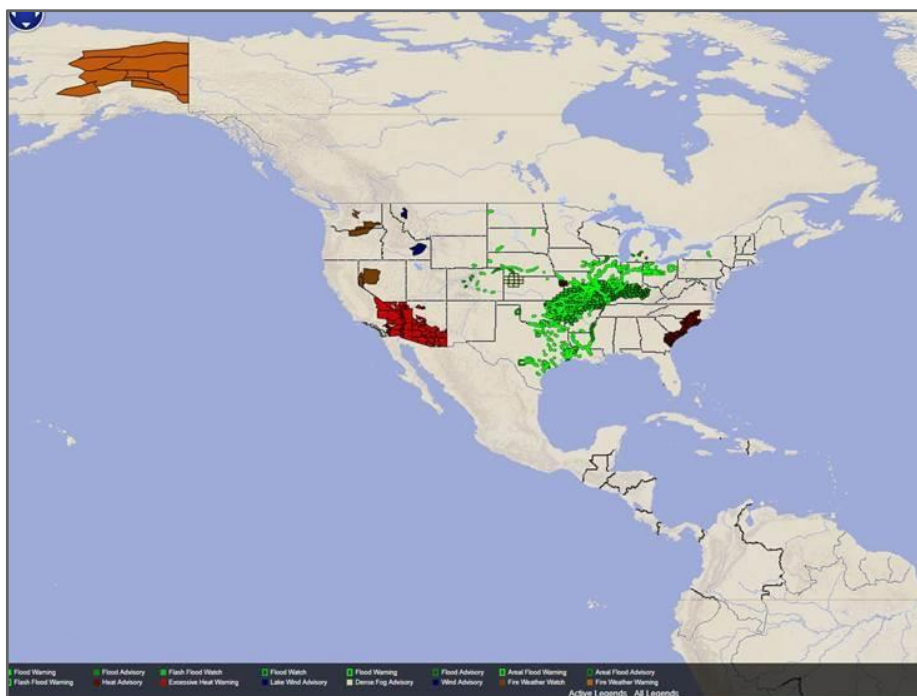 Flood Warning Flood Advisory Flash Flood Watch Flood Watch Flood Warning Flood Advisory Areal Flood Warning Areal Flood Advisory
Flash Flood Warning Heat Advisory Excessive Heat Warning Lake Wind Advisory Dense Fog Advisory Wind Advisory Fire Weather Watch Fire Weather Warning
Active Legends All Legends